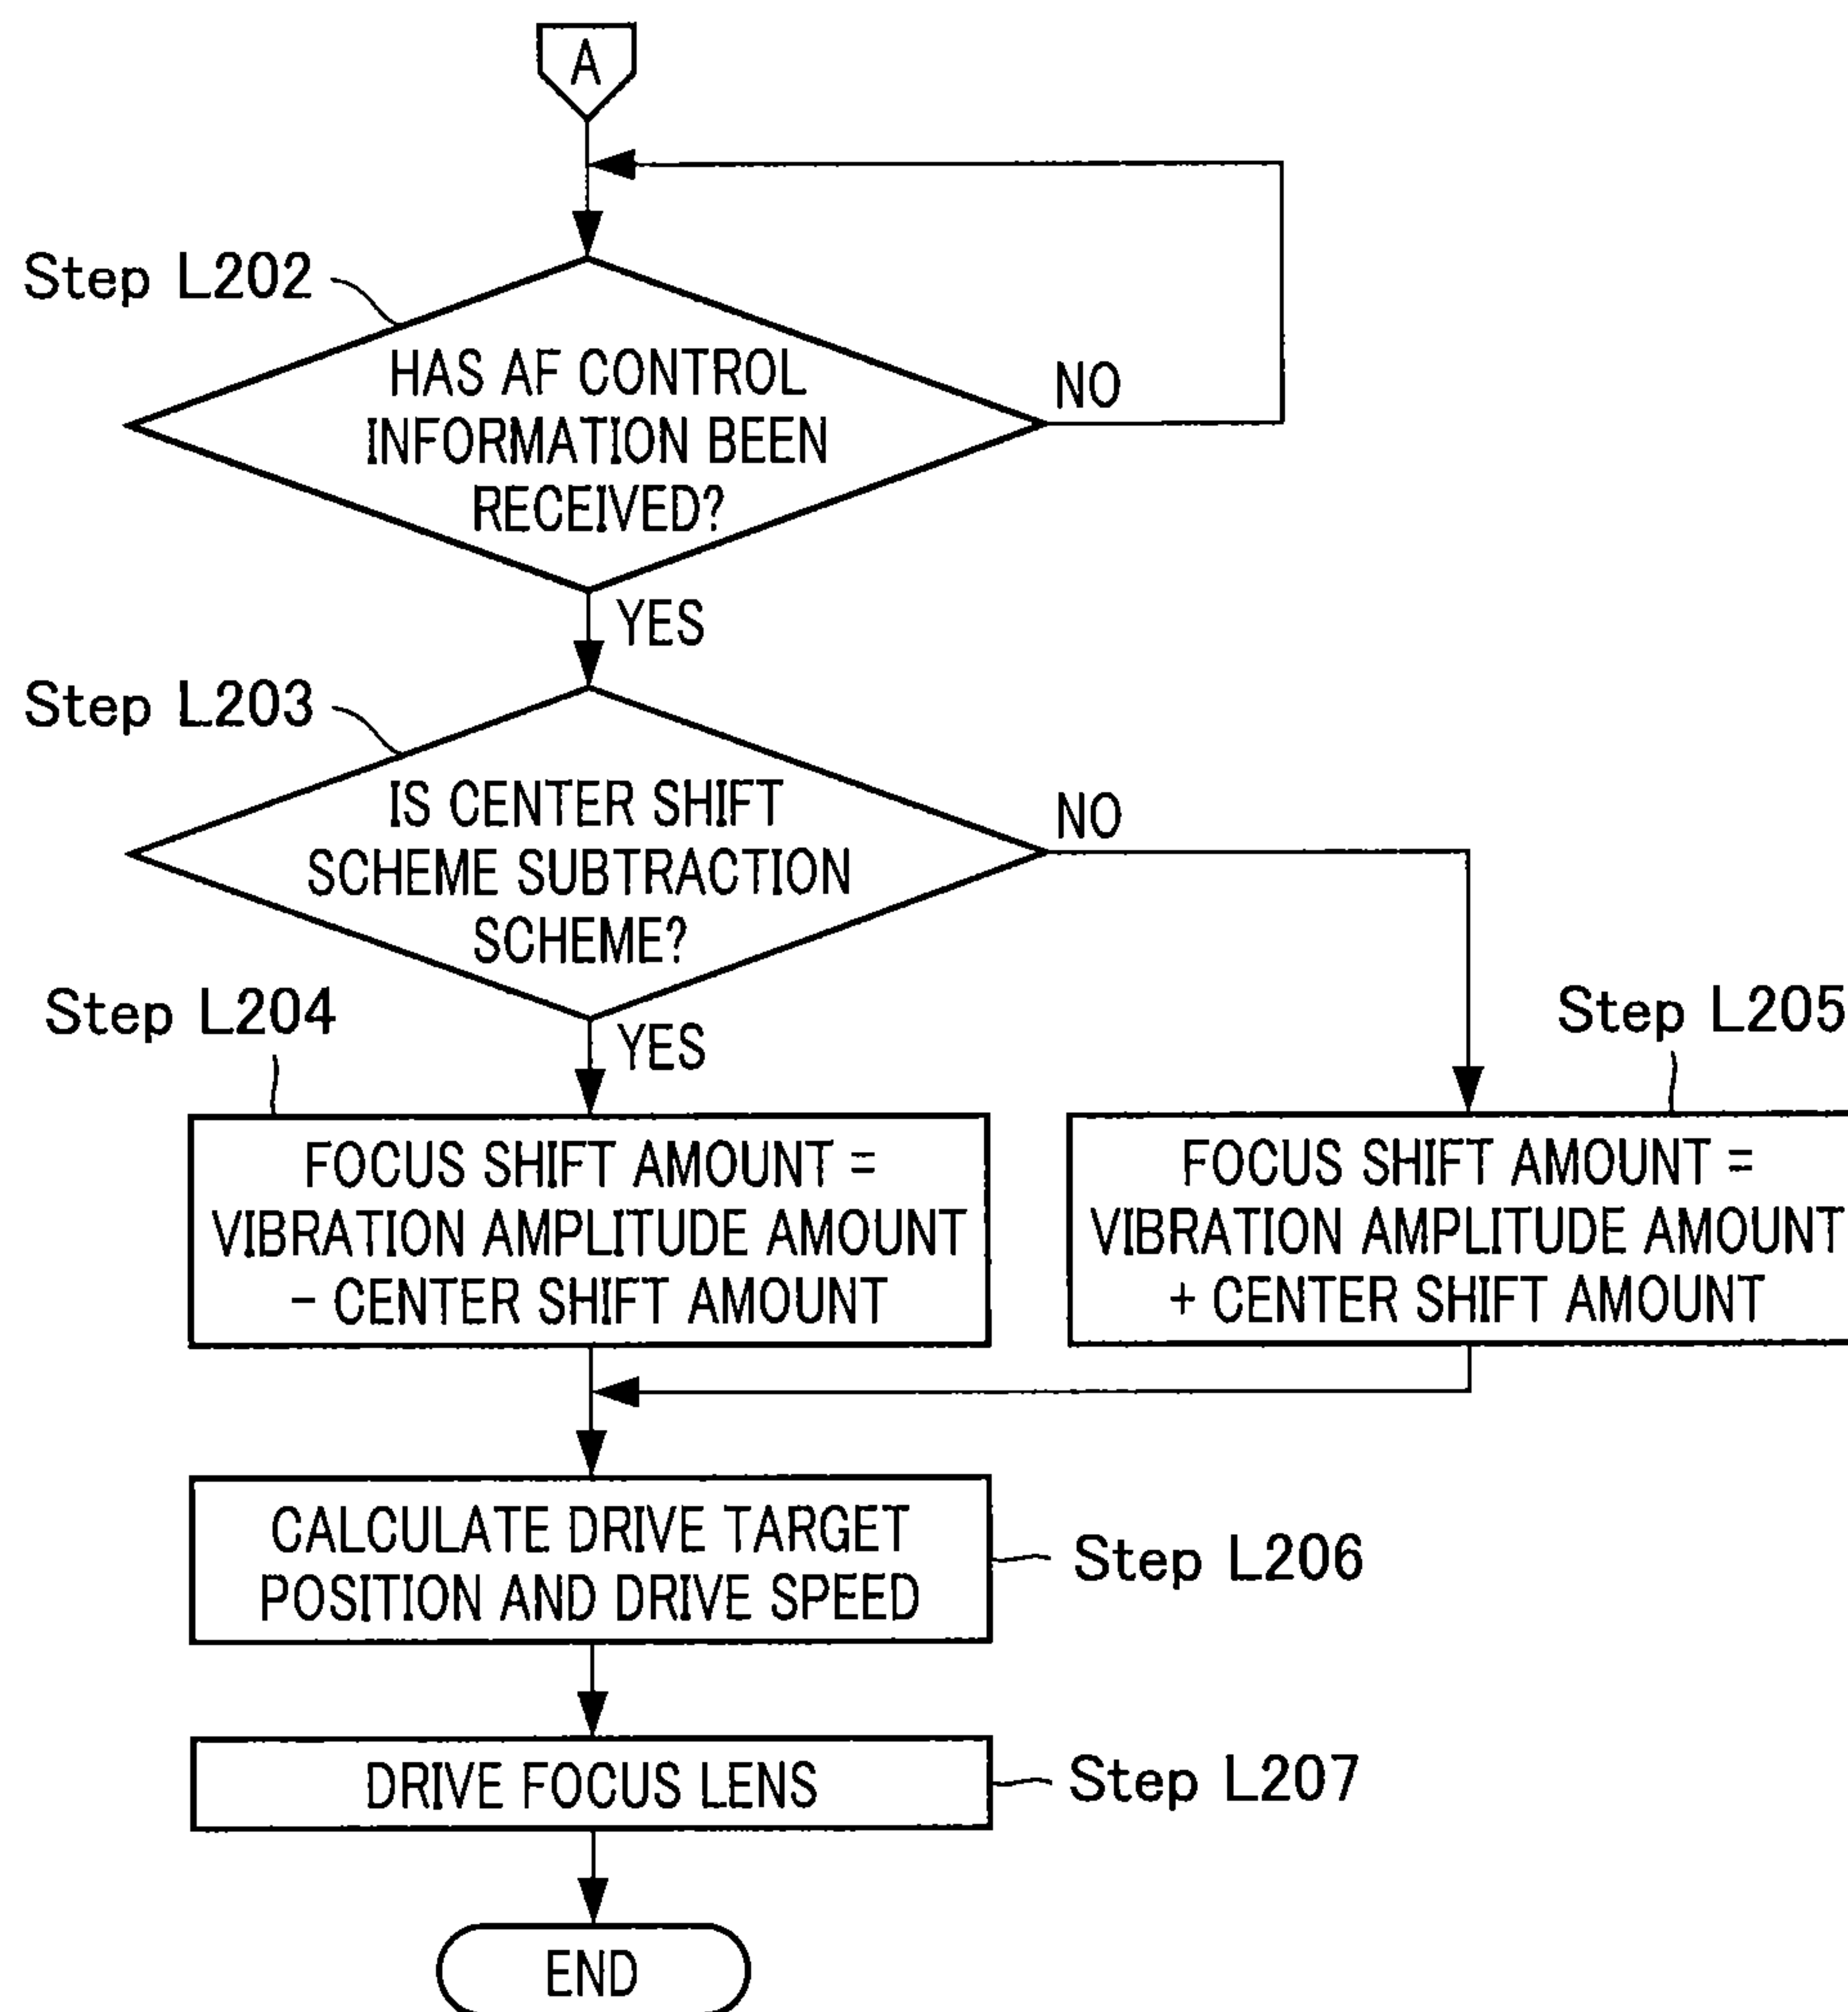 A
Step L202
HAS AF CONTROL
INFORMATION BEEN
RECEIVED?
NO
YES
Step L203
IS CENTER SHIFT
SCHEME SUBTRACTION
SCHEME?
NO
YES
Step L204
FOCUS SHIFT AMOUNT =
VIBRATION AMPLITUDE AMOUNT
- CENTER SHIFT AMOUNT
Step L205
FOCUS SHIFT AMOUNT =
VIBRATION AMPLITUDE AMOUNT
+ CENTER SHIFT AMOUNT
CALCULATE DRIVE TARGET
POSITION AND DRIVE SPEED
Step L206
DRIVE FOCUS LENS
Step L207
END